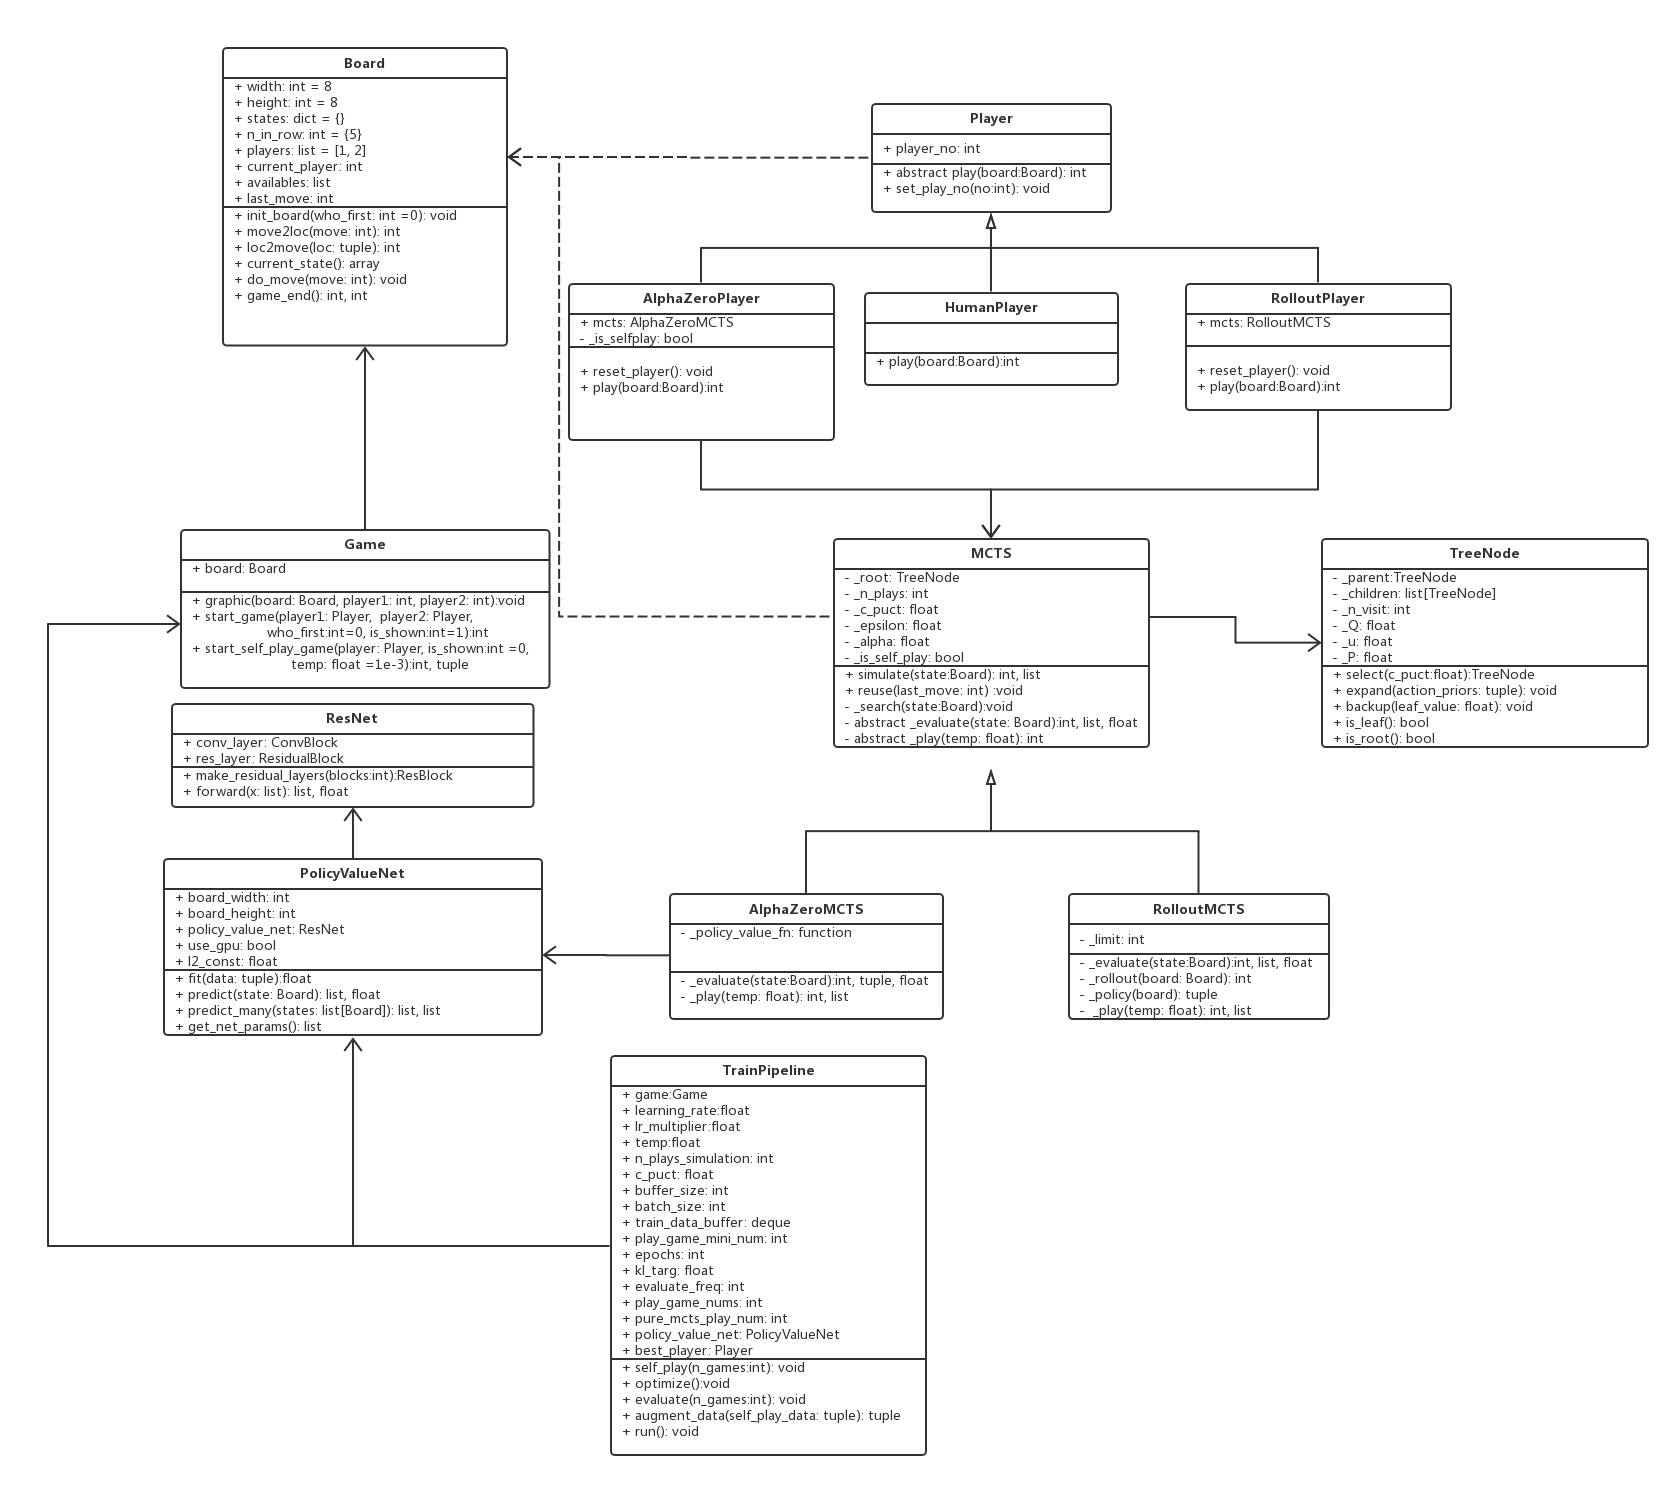 Board
+ width: int = 8
+ height: int = 8
+ states: dict = {}
+ n_in_row: int = {5}
+ players: list = [1, 2]
+ current_player: int
+ availables: list
+ last_move: int
+ init_board(who_first: int =0): void
+ move2loc(move: int): int
+ loc2move(loc: tuple): int
+ current_state(): array
+ do_move(move: int): void
+ game_end(): int, int
Player
+ player_no: int
+ abstract play(board:Board): int
+ set_play_no(no:int): void
AlphaZeroPlayer
+ mcts: AlphaZeroMCTS
- _is_selfplay: bool
+ reset_player(): void
+ play(board:Board):int
HumanPlayer
+ play(board:Board):int
RolloutPlayer
+ mcts: RolloutMCTS
+ reset_player(): void
+ play(board:Board):int
Game
+ board: Board
+ graphic(board: Board, player1: int, player2: int):void
+ start_game(player1: Player,  player2: Player,
who_first:int=0, is_shown:int=1):int
+ start_self_play_game(player: Player, is_shown:int =0,
temp: float =1e-3):int, tuple
MCTS
- _root: TreeNode
- _n_plays: int
- _c_puct: float
- _epsilon: float
- _alpha: float
- _is_self_play: bool
+ simulate(state:Board): int, list
+ reuse(last_move: int) :void
- _search(state:Board):void
- abstract _evaluate(state: Board):int, list, float
- abstract _play(temp: float): int
TreeNode
- _parent:TreeNode
- _children: list[TreeNode]
- _n_visit: int
- _Q: float
- _u: float
- _P: float
+ select(c_puct:float):TreeNode
+ expand(action_priors: tuple): void
+ backup(leaf_value: float): void
+ is_leaf(): bool
+ is_root(): bool
ResNet
+ conv_layer: ConvBlock
+ res_layer: ResidualBlock
+ make_residual_layers(blocks:int):ResBlock
+ forward(x: list): list, float
PolicyValueNet
+ board_width: int
+ board_height: int
+ policy_value_net: ResNet
+ use_gpu: bool
+ l2_const: float
+ fit(data: tuple):float
+ predict(state: Board): list, float
+ predict_many(states: list[Board]): list, list
+ get_net_params(): list
AlphaZeroMCTS
- _policy_value_fn: function
- _evaluate(state:Board):int, tuple, float
- _play(temp: float): int, list
RolloutMCTS
- _limit: int
- _evaluate(state:Board):int, list, float
- _rollout(board: Board): int
- _policy(board): tuple
-  _play(temp: float): int, list
TrainPipeline
+ game:Game
+ learning_rate:float
+ lr_multiplier:float
+ temp:float
+ n_plays_simulation: int
+ c_puct: float
+ buffer_size: int
+ batch_size: int
+ train_data_buffer: deque
+ play_game_mini_num: int
+ epochs: int
+ kl_targ: float
+ evaluate_freq: int
+ play_game_nums: int
+ pure_mcts_play_num: int
+ policy_value_net: PolicyValueNet
+ best_player: Player
+ self_play(n_games:int): void
+ optimize():void
+ evaluate(n_games:int): void
+ augment_data(self_play_data: tuple): tuple
+ run(): void